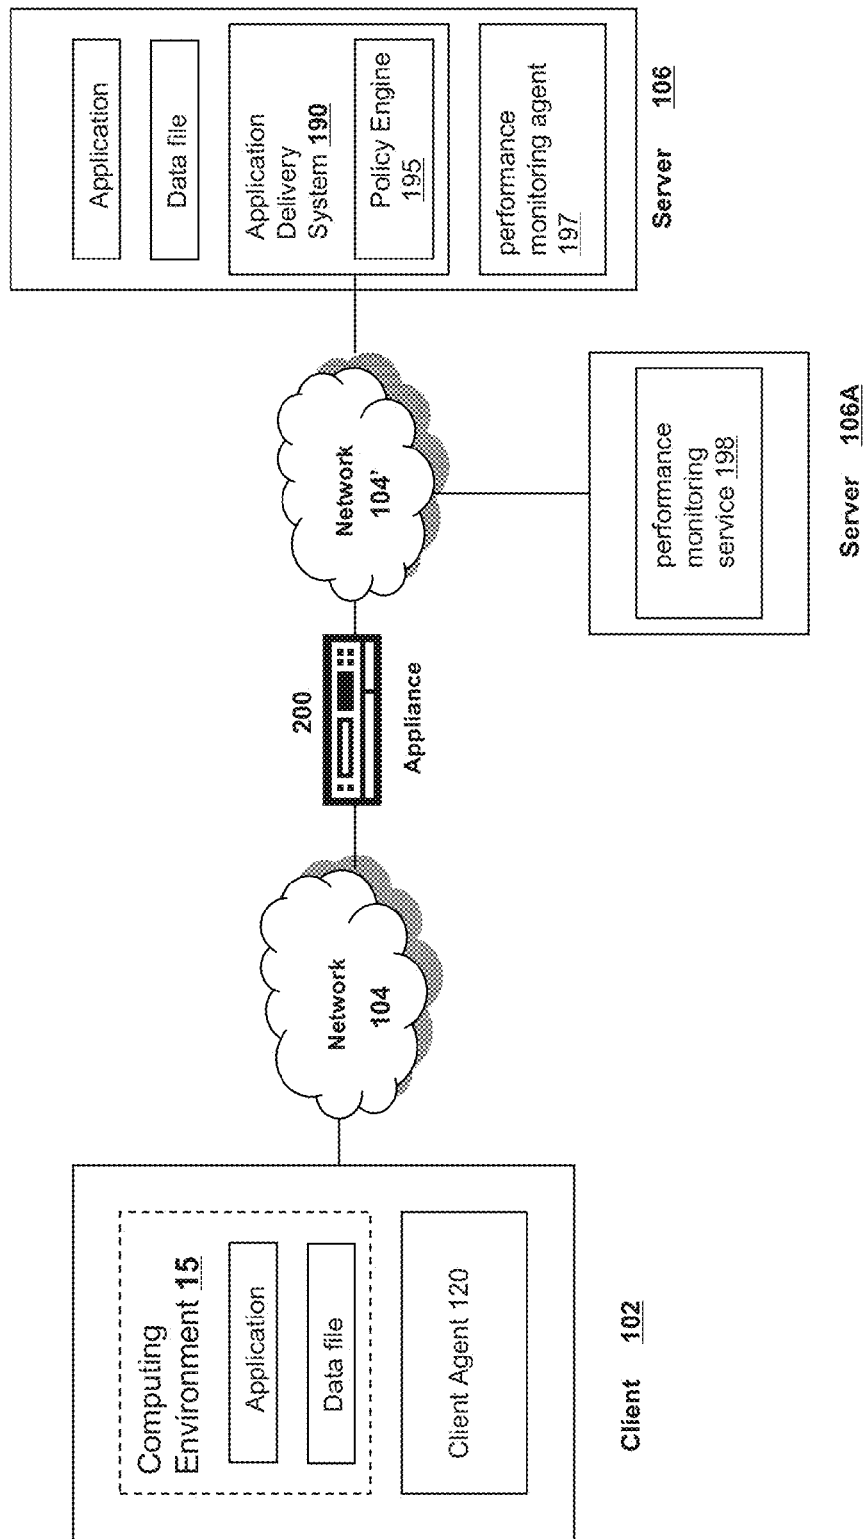 Computing
Environment 15
Application
Data file
Client Agent 120
Client 102
Network
104
200
Appliance
Network
104'
Application
Data file
Application
Delivery
System 190
Policy Engine
195
performance
monitoring agent
197
Server 106
performance
monitoring
service 198
Server 106A